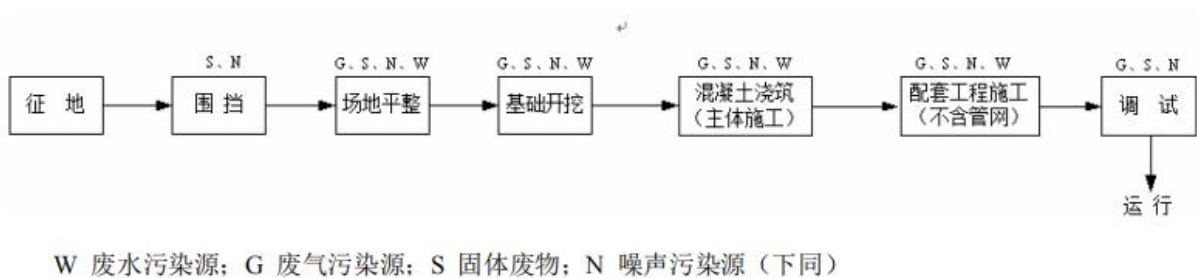 S、N
G、S、N、W
G、S、N、W
G、S、N、W
G、S、N、W
G、S、N
征 地
围 挡
场地平整
基础开挖
混凝土浇筑
（主体施工）
配套工程施工
（不含管网）
调 试
运 行
W 废水污染源；G 废气污染源；S 固体废物；N 噪声污染源（下同）